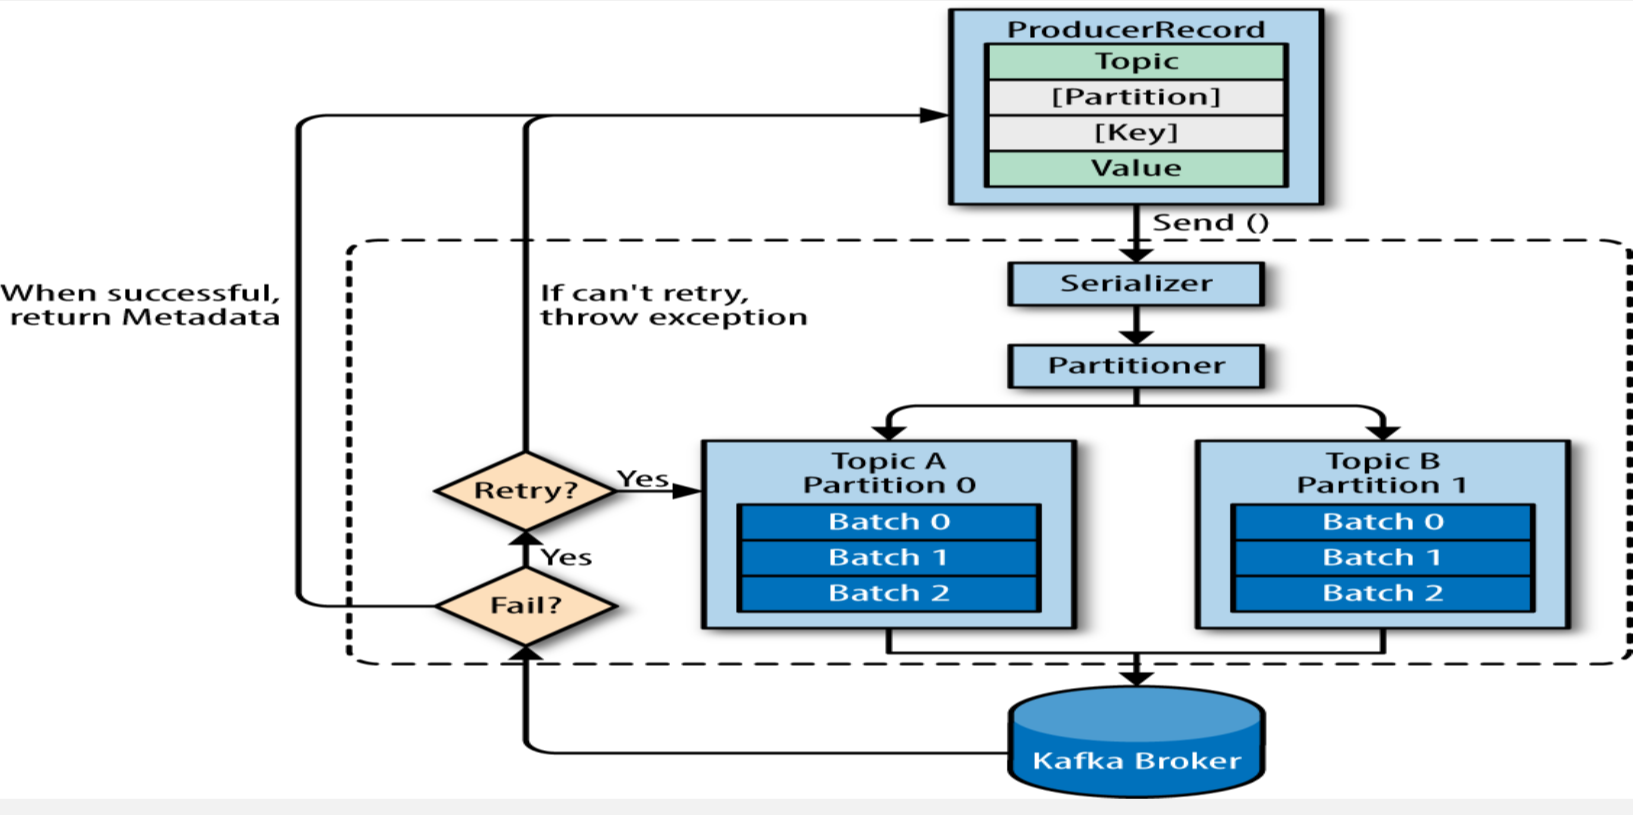 ProducerRecord
Topic
[Partition]
[Key]
Value
Send ()
Serializer
Partitioner
When successful,
return Metadata
If can't retry,
throw exception
Topic A
Partition 0
Batch 0
Batch 1
Batch 2
Topic B
Partition 1
Batch 0
Batch 1
Batch 2
Retry?
Yes
Yes
Fail?
Kafka Broker